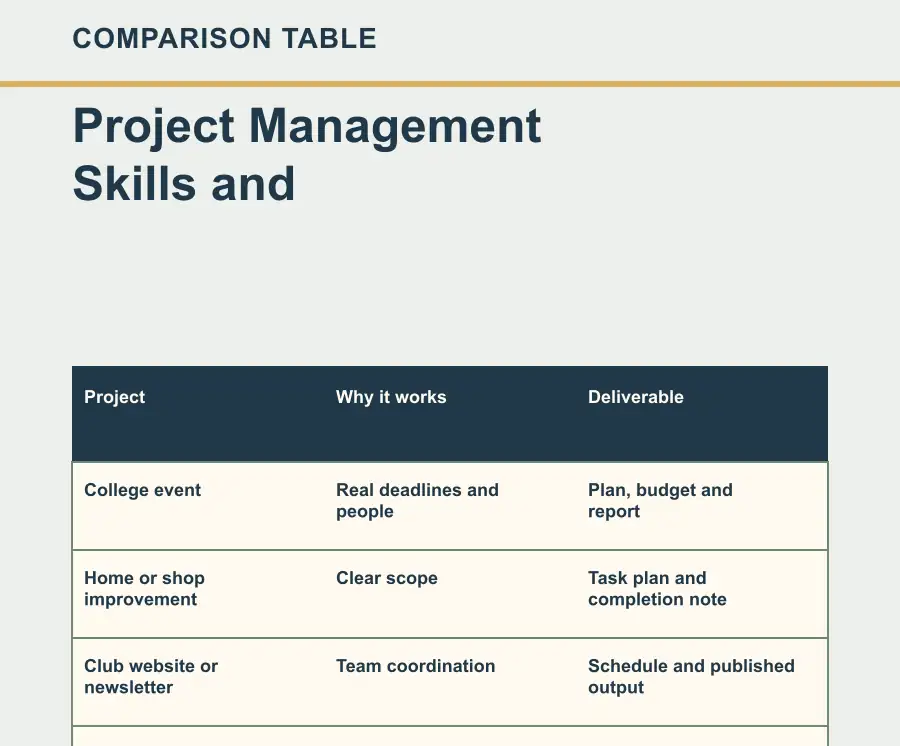 COMPARISON TABLE
Project Management
Skills and
Project
Why it works
Deliverable
College event
Real deadlines and
people
Plan, budget and
report
Home or shop
improvement
Clear scope
Task plan and
completion note
Club website or
newsletter
Team coordination
Schedule and published
output